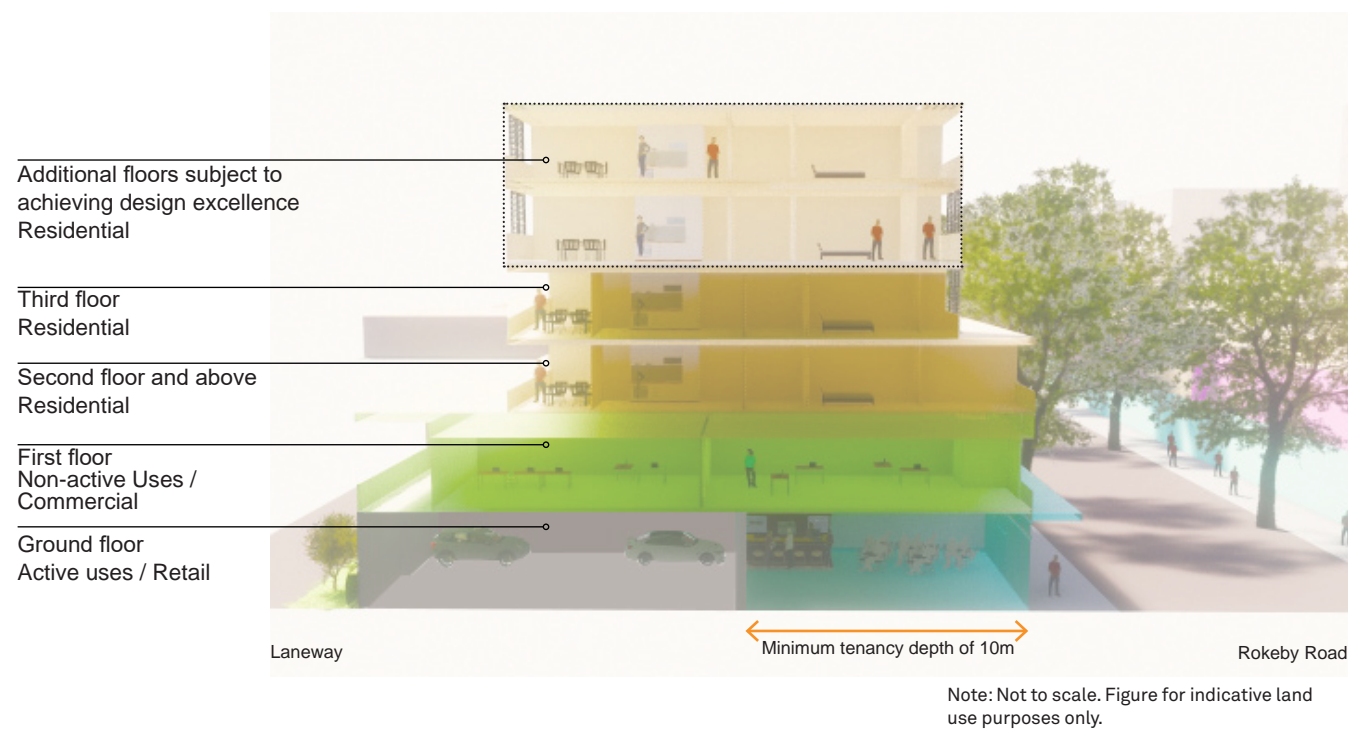 Additional floors subject to
achieving design excellence
Residential
Third floor
Residential
Second floor and above
Residential
First floor
Non-active Uses /
Commercial
Ground floor
Active uses / Retail
Laneway
Minimum tenancy depth of 10m
Rokeby Road
Note: Not to scale. Figure for indicative land
use purposes only.